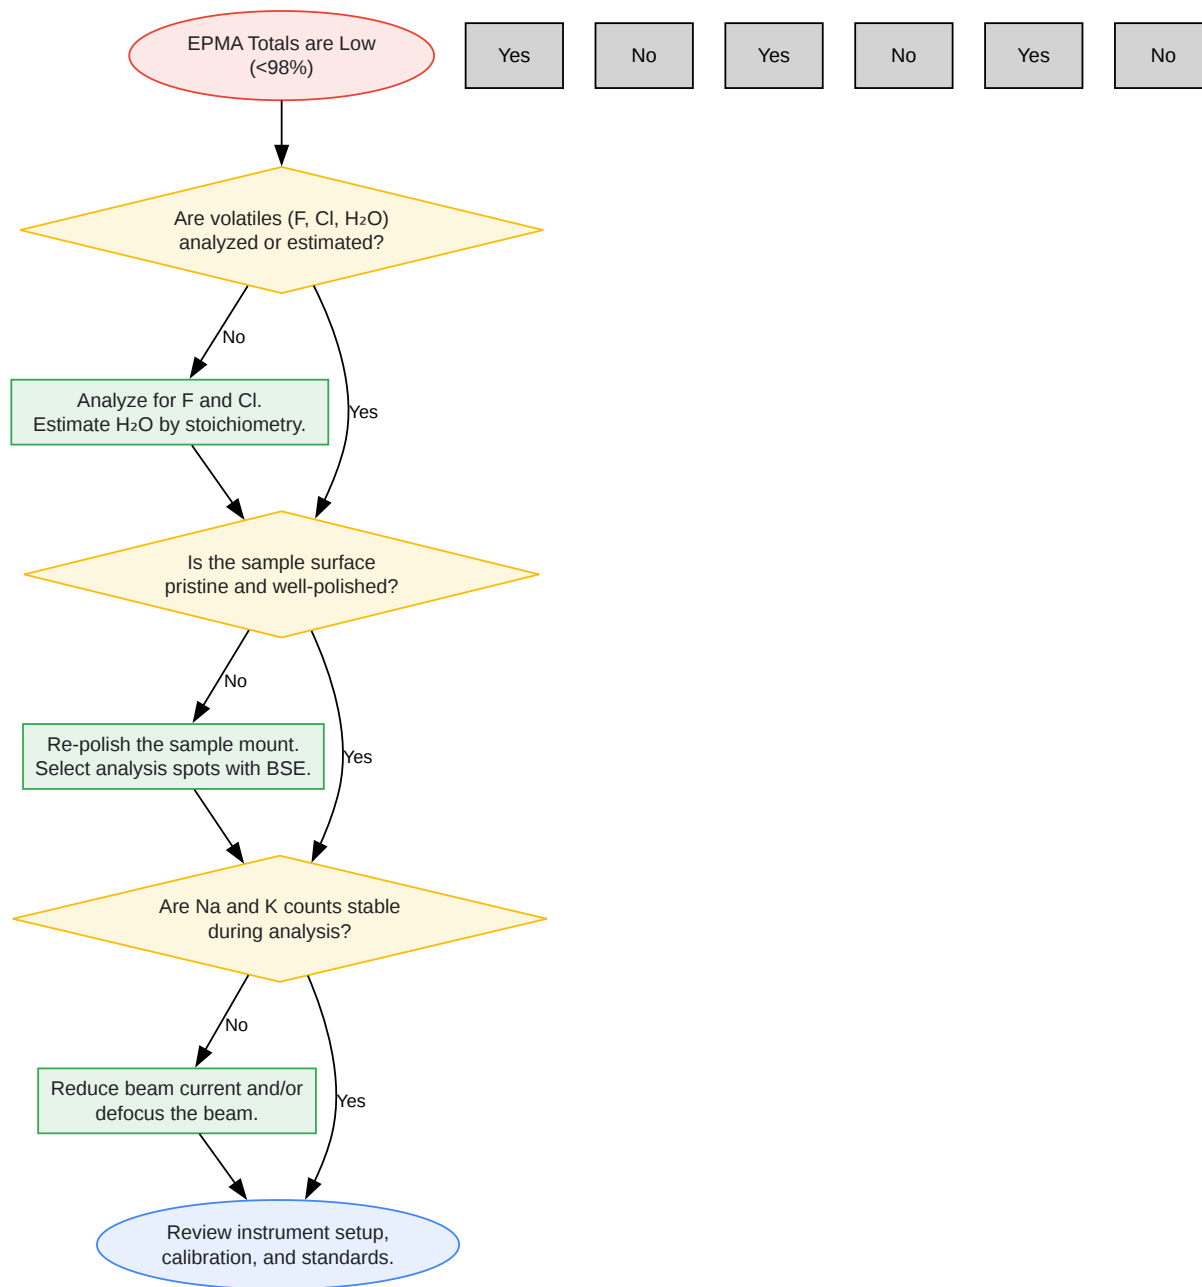 EPMA Totals are Low
(<98%)
Yes
No
Yes
No
Yes
No
Are volatiles (F, Cl, H₂O)
analyzed or estimated?
No
Analyze for F and Cl.
Estimate H₂O by stoichiometry.
Yes
Is the sample surface
pristine and well-polished?
No
Re-polish the sample mount.
Select analysis spots with BSE.
Yes
Are Na and K counts stable
during analysis?
No
Reduce beam current and/or
defocus the beam.
Yes
Review instrument setup,
calibration, and standards.